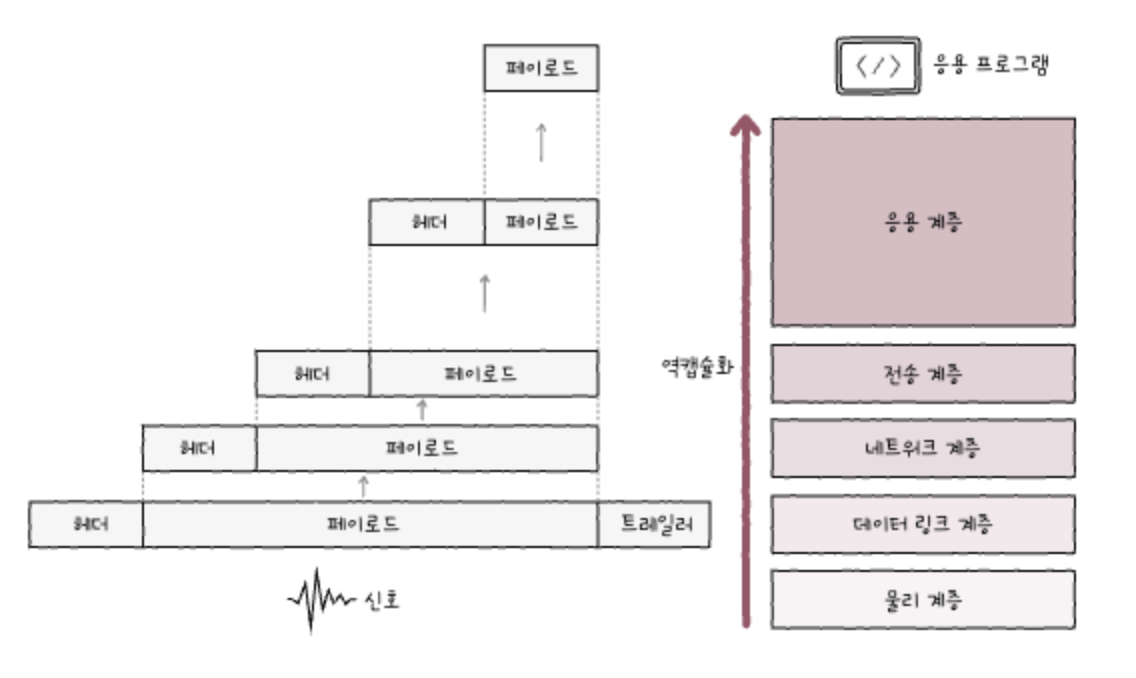 페이로드
헤더 페이로드
헤더 페이로드
헤더 페이로드
헤더 페이로드 트레일러
신호
역캡슐화
</> 응용 프로그램
응용 계층
전송 계층
네트워크 계층
데이터 링크 계층
물리 계층